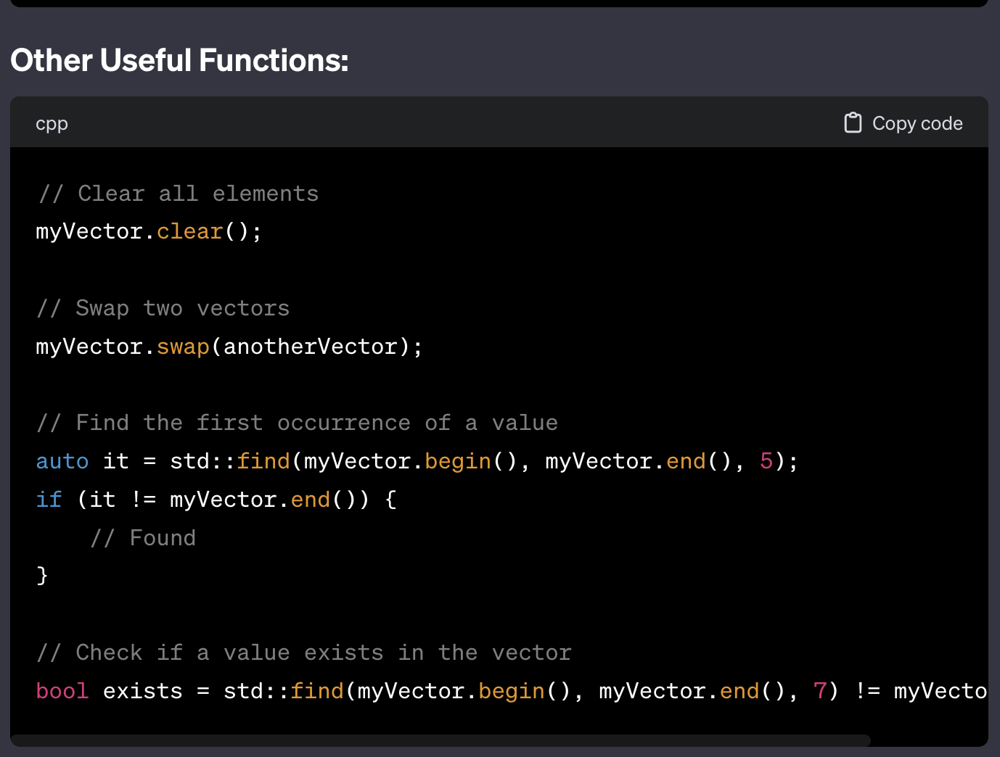 Other Useful Functions:
cpp
Copy code
// Clear all elements
myVector.clear();
// Swap two vectors
myVector.swap(anotherVector);
// Find the first occurrence of a value
auto it = std::find(myVector.begin(), myVector.end(), 5);
if (it != myVector.end()) {
    // Found
}
// Check if a value exists in the vector
bool exists = std::find(myVector.begin(), myVector.end(), 7) != myVecto